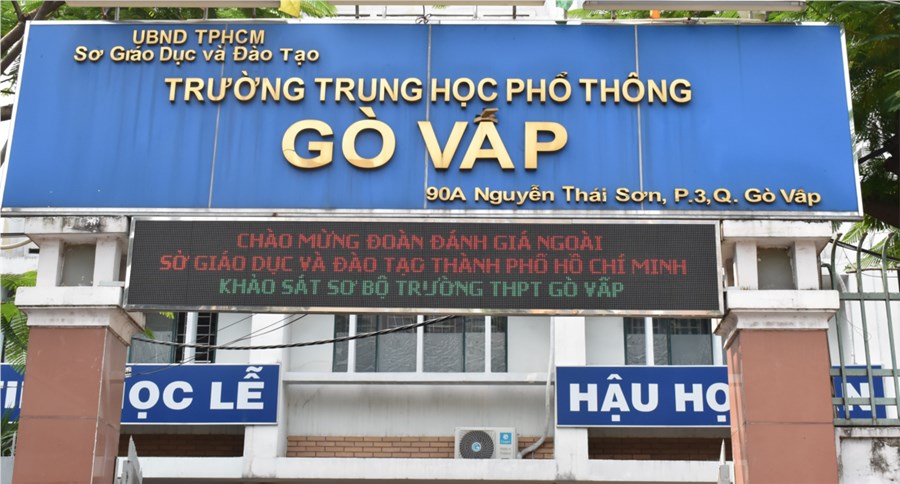 UBND TPHCM
Sở Giáo Dục và Đào Tạo
TRƯỜNG TRUNG HỌC PHỔ THÔNG
GÒ VẤP
90A Nguyễn Thái Sơn, P.3,Q. Gò Vấp
CHÀO MỪNG ĐOÀN ĐÁNH GIÁ NGOÀI
SỞ GIÁO DỤC VÀ ĐÀO TẠO THÀNH PHỐ HỒ CHÍ MINH
KHẢO SÁT SƠ BỘ TRƯỜNG THPT GÒ VẤP
HỌC LỄ
HẬU